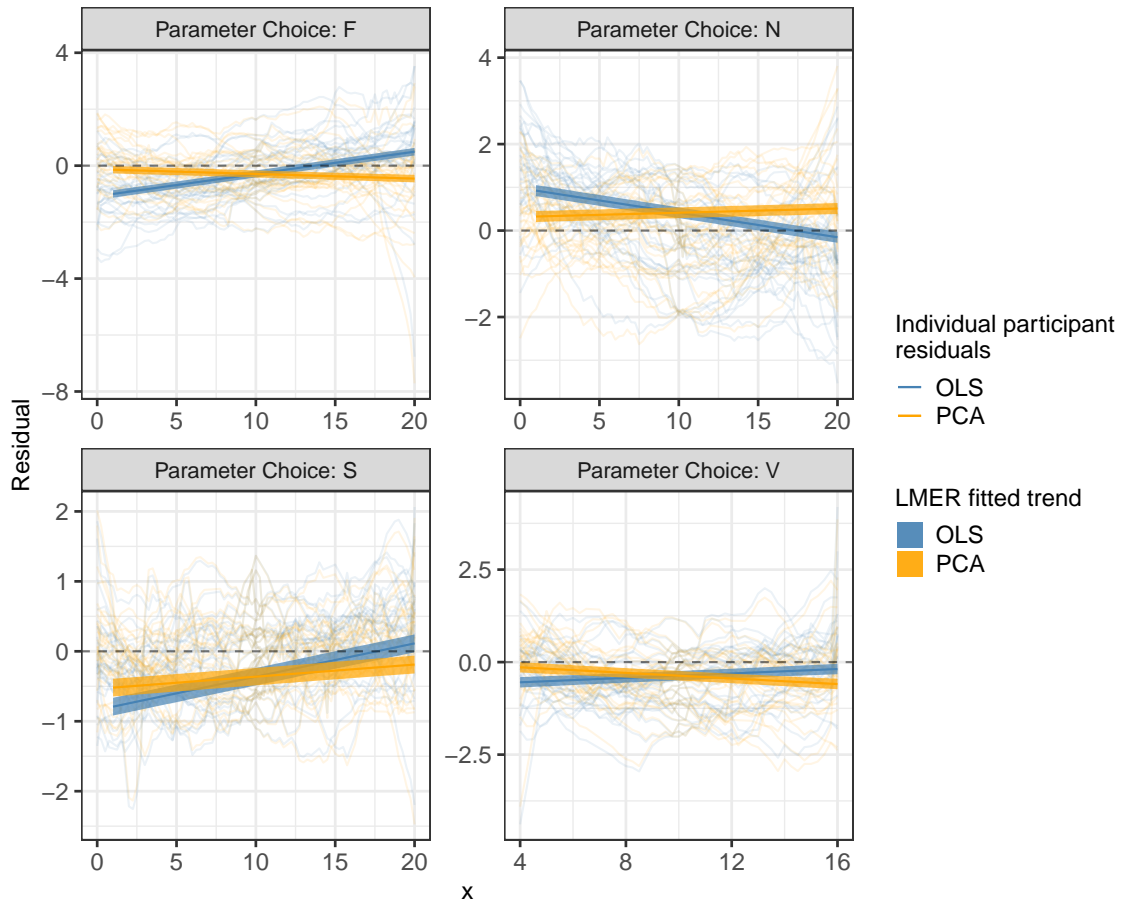 Parameter Choice: F
Parameter Choice: N
4
0
−4
−8
0 5 10 15 20
4
2
0
−2
0 5 10 15 20
Parameter Choice: S
Parameter Choice: V
2
1
0
−1
−2
0 5 10 15 20
2.5
0.0
−2.5
4 8 12 16
Residual
x
Individual participant
residuals
OLS
PCA
LMER fitted trend
OLS
PCA